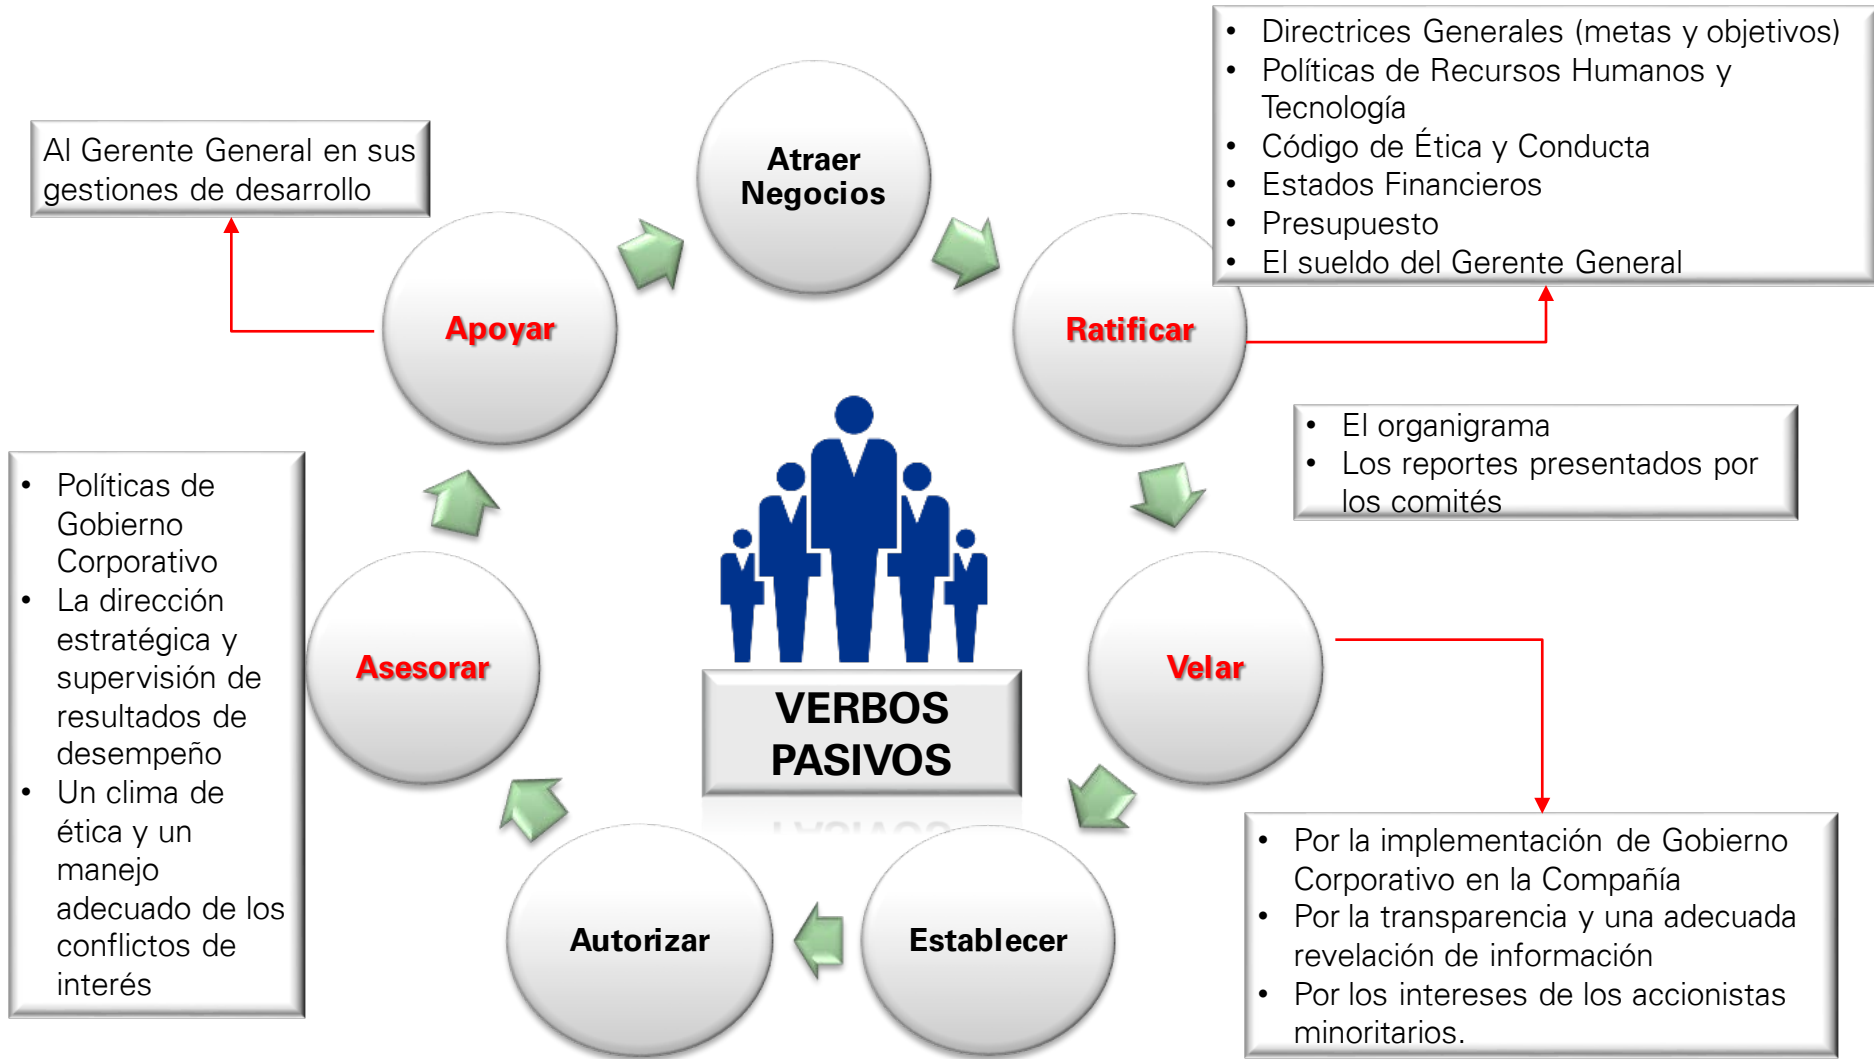 • Directrices Generales (metas y objetivos)
• Políticas de Recursos Humanos y
Tecnología
• Código de Ética y Conducta
• Estados Financieros
• Presupuesto
• El sueldo del Gerente General
Al Gerente General en sus
gestiones de desarrollo
Atraer
Negocios
Apoyar
Ratificar
• El organigrama
• Los reportes presentados por
los comités
• Políticas de
Gobierno
Corporativo
• La dirección
estratégica y
supervisión de
resultados de
desempeño
• Un clima de
ética y un
manejo
adecuado de los
conflictos de
interés
Asesorar
VERBOS
PASIVOS
Velar
Autorizar
Establecer
• Por la implementación de Gobierno
Corporativo en la Compañía
• Por la transparencia y una adecuada
revelación de información
• Por los intereses de los accionistas
minoritarios.